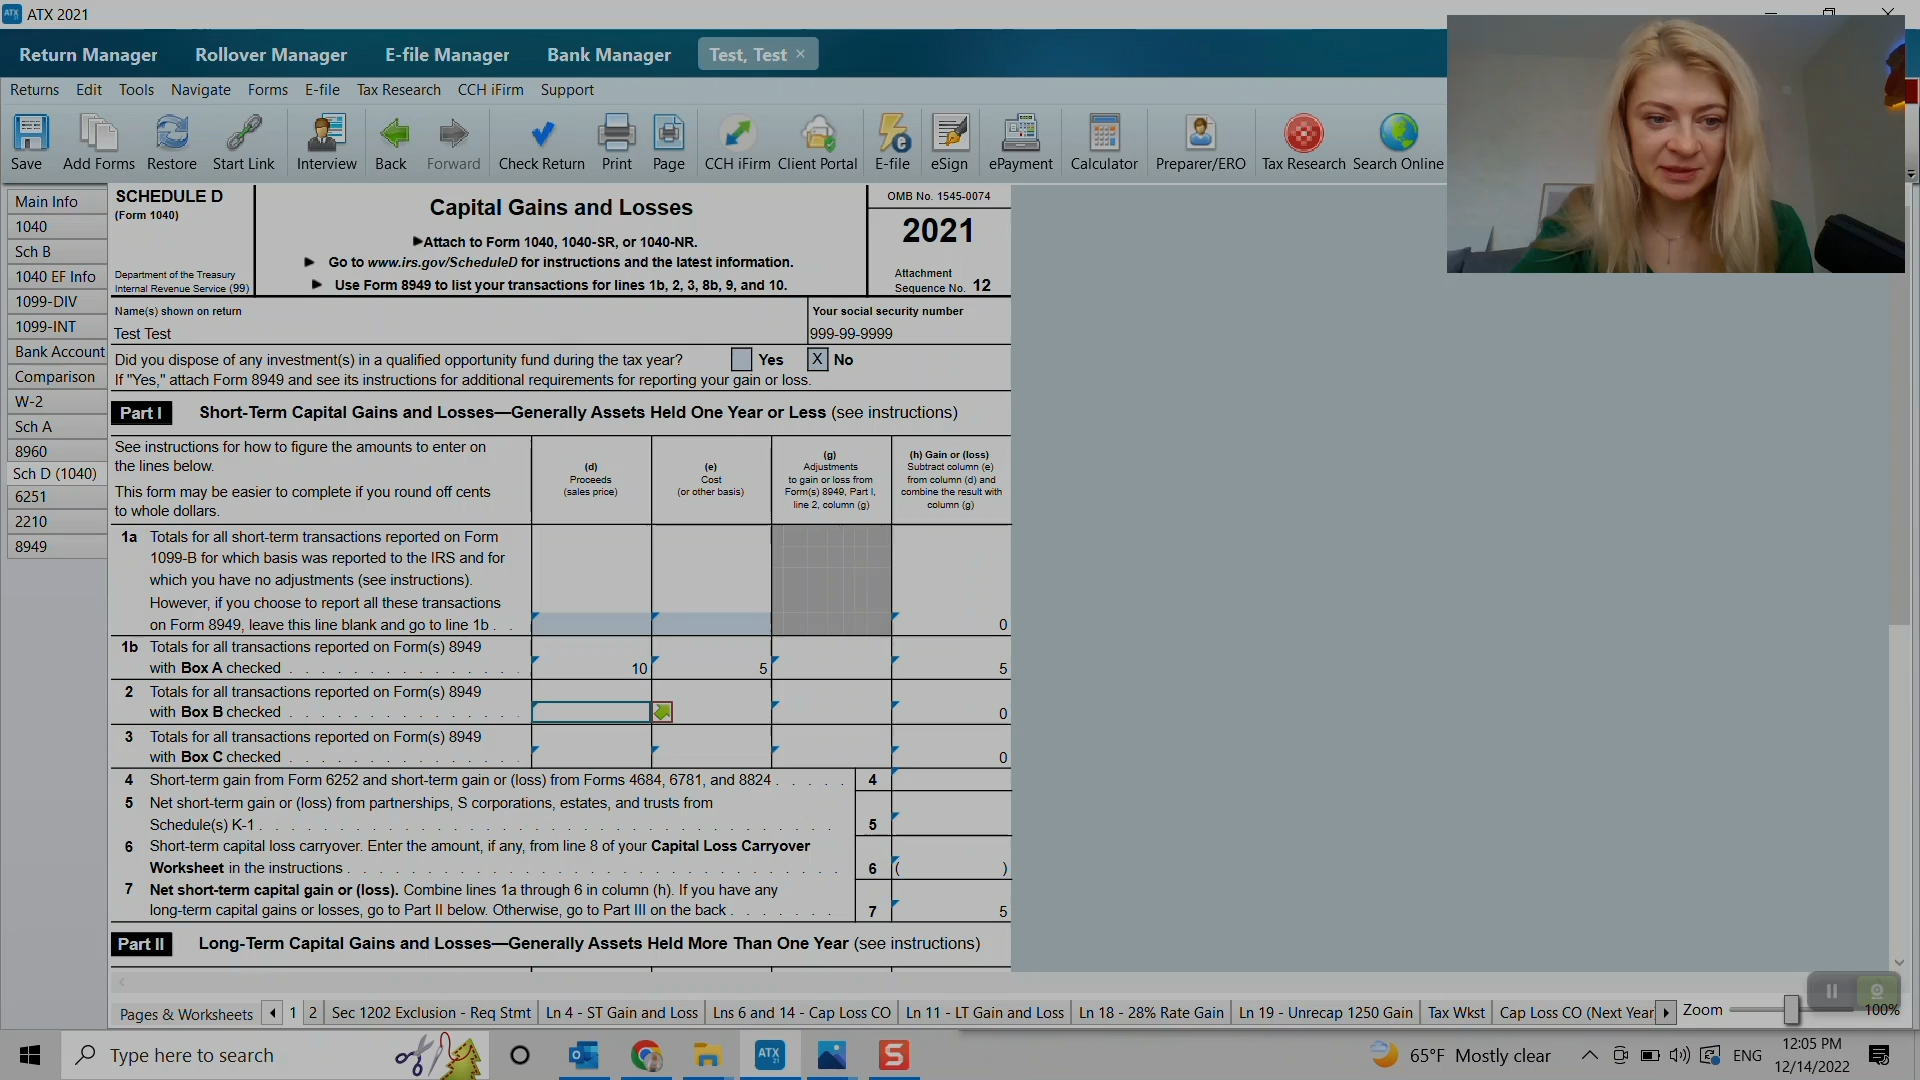 ATX 2021
Return Manager Rollover Manager E-file Manager Bank Manager Test, Test ×
Returns Edit Tools Navigate Forms E-file Tax Research CCH iFirm Support
Save Add Forms Restore Start Link Interview Back Forward Check Return Print Page CCH iFirm Client Portal E-file eSign ePayment Calculator Preparer/ERO Tax Research Search Online
Main Info
1040
Sch B
1040 EF Info
1099-DIV
1099-INT
Bank Account
Comparison
W-2
Sch A
8960
Sch D (1040)
6251
2210
8949
SCHEDULE D
(Form 1040)
Department of the Treasury
Internal Revenue Service (99)
Capital Gains and Losses
►Attach to Form 1040, 1040-SR, or 1040-NR.
► Go to www.irs.gov/ScheduleD for instructions and the latest information.
► Use Form 8949 to list your transactions for lines 1b, 2, 3, 8b, 9, and 10.
OMB No. 1545-0074
2021
Attachment
Sequence No. 12
Name(s) shown on return
Test Test
Your social security number
999-99-9999
Did you dispose of any investment(s) in a qualified opportunity fund during the tax year? Yes X No
If "Yes," attach Form 8949 and see its instructions for additional requirements for reporting your gain or loss.
Part I Short-Term Capital Gains and Losses—Generally Assets Held One Year or Less (see instructions)
See instructions for how to figure the amounts to enter on
the lines below.
This form may be easier to complete if you round off cents
to whole dollars.
(d)
Proceeds
(sales price)
(e)
Cost
(or other basis)
(g)
Adjustments
to gain or loss from
Form(s) 8949, Part I,
line 2, column (g)
(h) Gain or (loss)
Subtract column (e)
from column (d) and
combine the result with
column (g)
1a Totals for all short-term transactions reported on Form
1099-B for which basis was reported to the IRS and for
which you have no adjustments (see instructions).
However, if you choose to report all these transactions
on Form 8949, leave this line blank and go to line 1b . . 0
1b Totals for all transactions reported on Form(s) 8949
with Box A checked . . . . . . . . . . . . . . . 10 5 5
2 Totals for all transactions reported on Form(s) 8949
with Box B checked . . . . . . . . . . . . . . . 0
3 Totals for all transactions reported on Form(s) 8949
with Box C checked . . . . . . . . . . . . . . . 0
4 Short-term gain from Form 6252 and short-term gain or (loss) from Forms 4684, 6781, and 8824 . . . . . 4
5 Net short-term gain or (loss) from partnerships, S corporations, estates, and trusts from
Schedule(s) K-1 . . . . . . . . . . . . . . . . . . . . . . . . . . . . . . 5
6 Short-term capital loss carryover. Enter the amount, if any, from line 8 of your Capital Loss Carryover
Worksheet in the instructions . . . . . . . . . . . . . . . . . . . . . . . . . . 6 ( )
7 Net short-term capital gain or (loss). Combine lines 1a through 6 in column (h). If you have any
long-term capital gains or losses, go to Part II below. Otherwise, go to Part III on the back . . . . . . . 7 5
Part II Long-Term Capital Gains and Losses—Generally Assets Held More Than One Year (see instructions)
Pages & Worksheets 1 2 Sec 1202 Exclusion - Req Stmt Ln 4 - ST Gain and Loss Lns 6 and 14 - Cap Loss CO Ln 11 - LT Gain and Loss Ln 18 - 28% Rate Gain Ln 19 - Unrecap 1250 Gain Tax Wkst Cap Loss CO (Next Year Zoom 100%
Type here to search
ATX
21
S
65°F Mostly clear
ENG
12:05 PM
12/14/2022